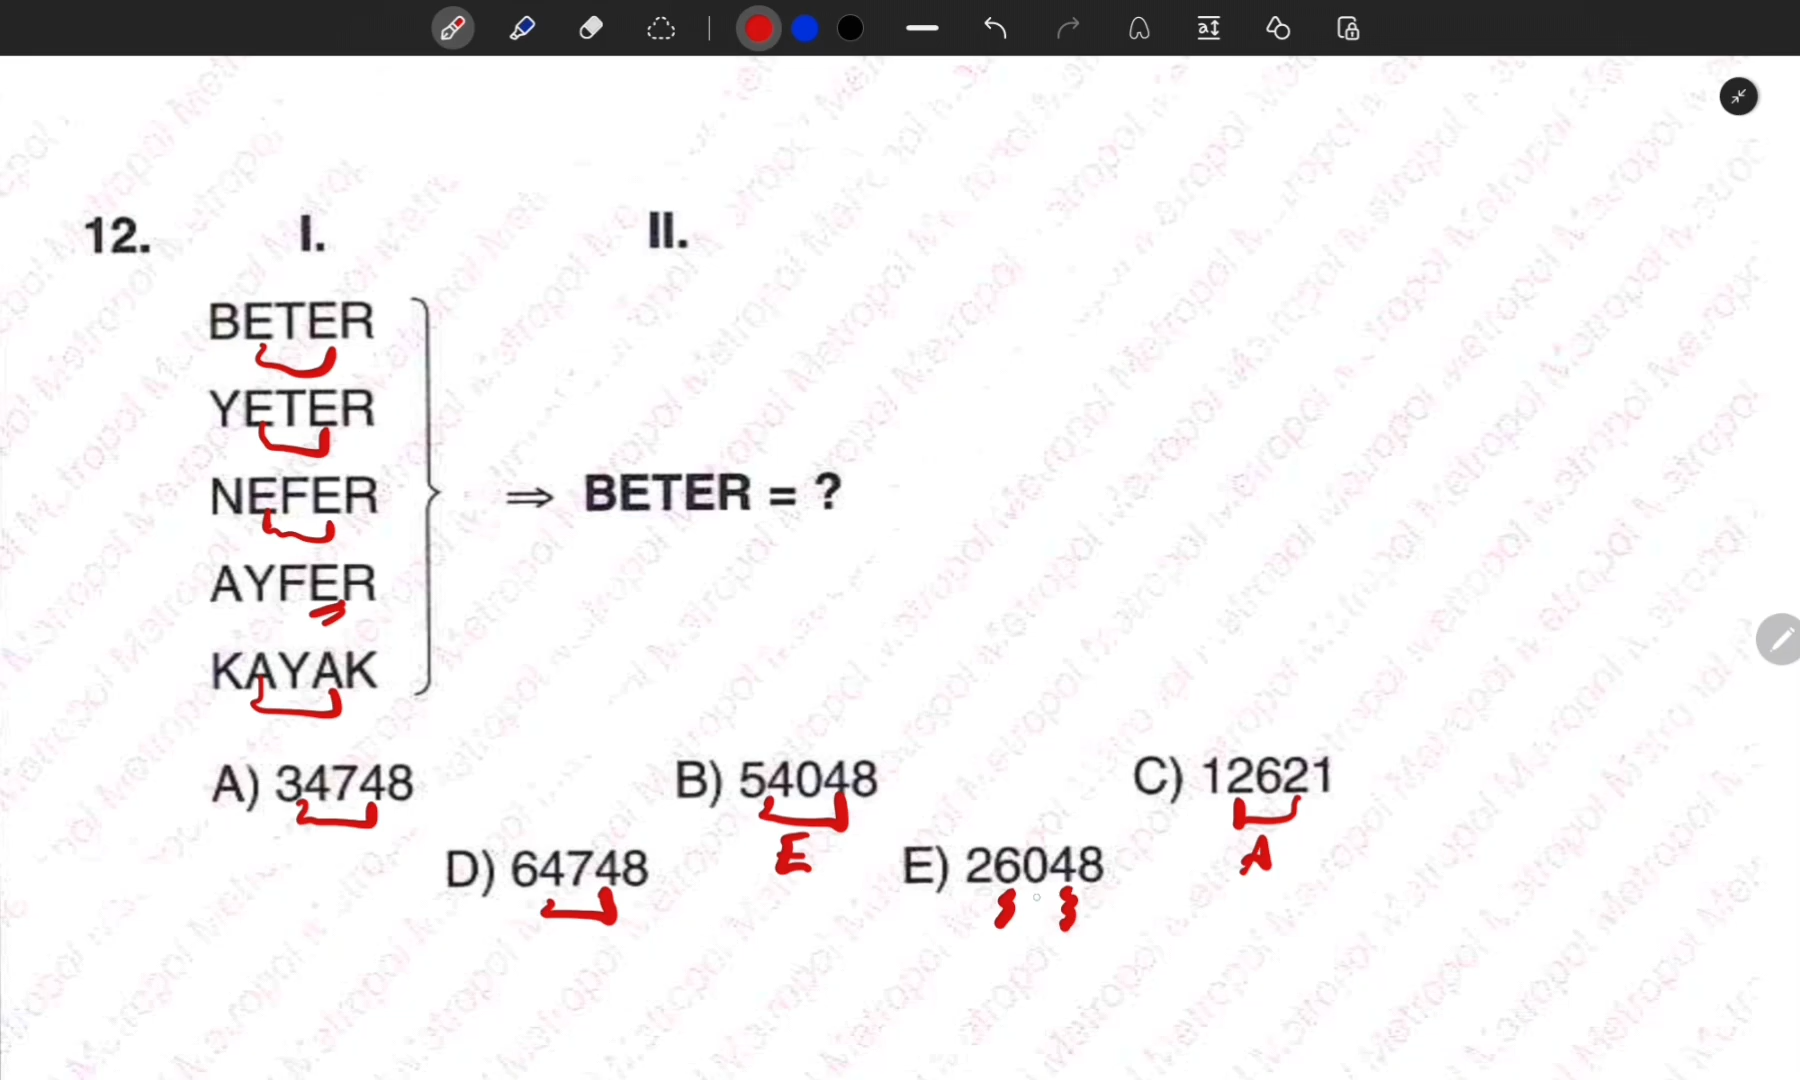 12. I. II.
BETER
YETER
NEFER
AYFER
KAYAK
⇒ BETER = ?
A) 34748 B) 54048 C) 12621
E A
D) 64748 E) 26048